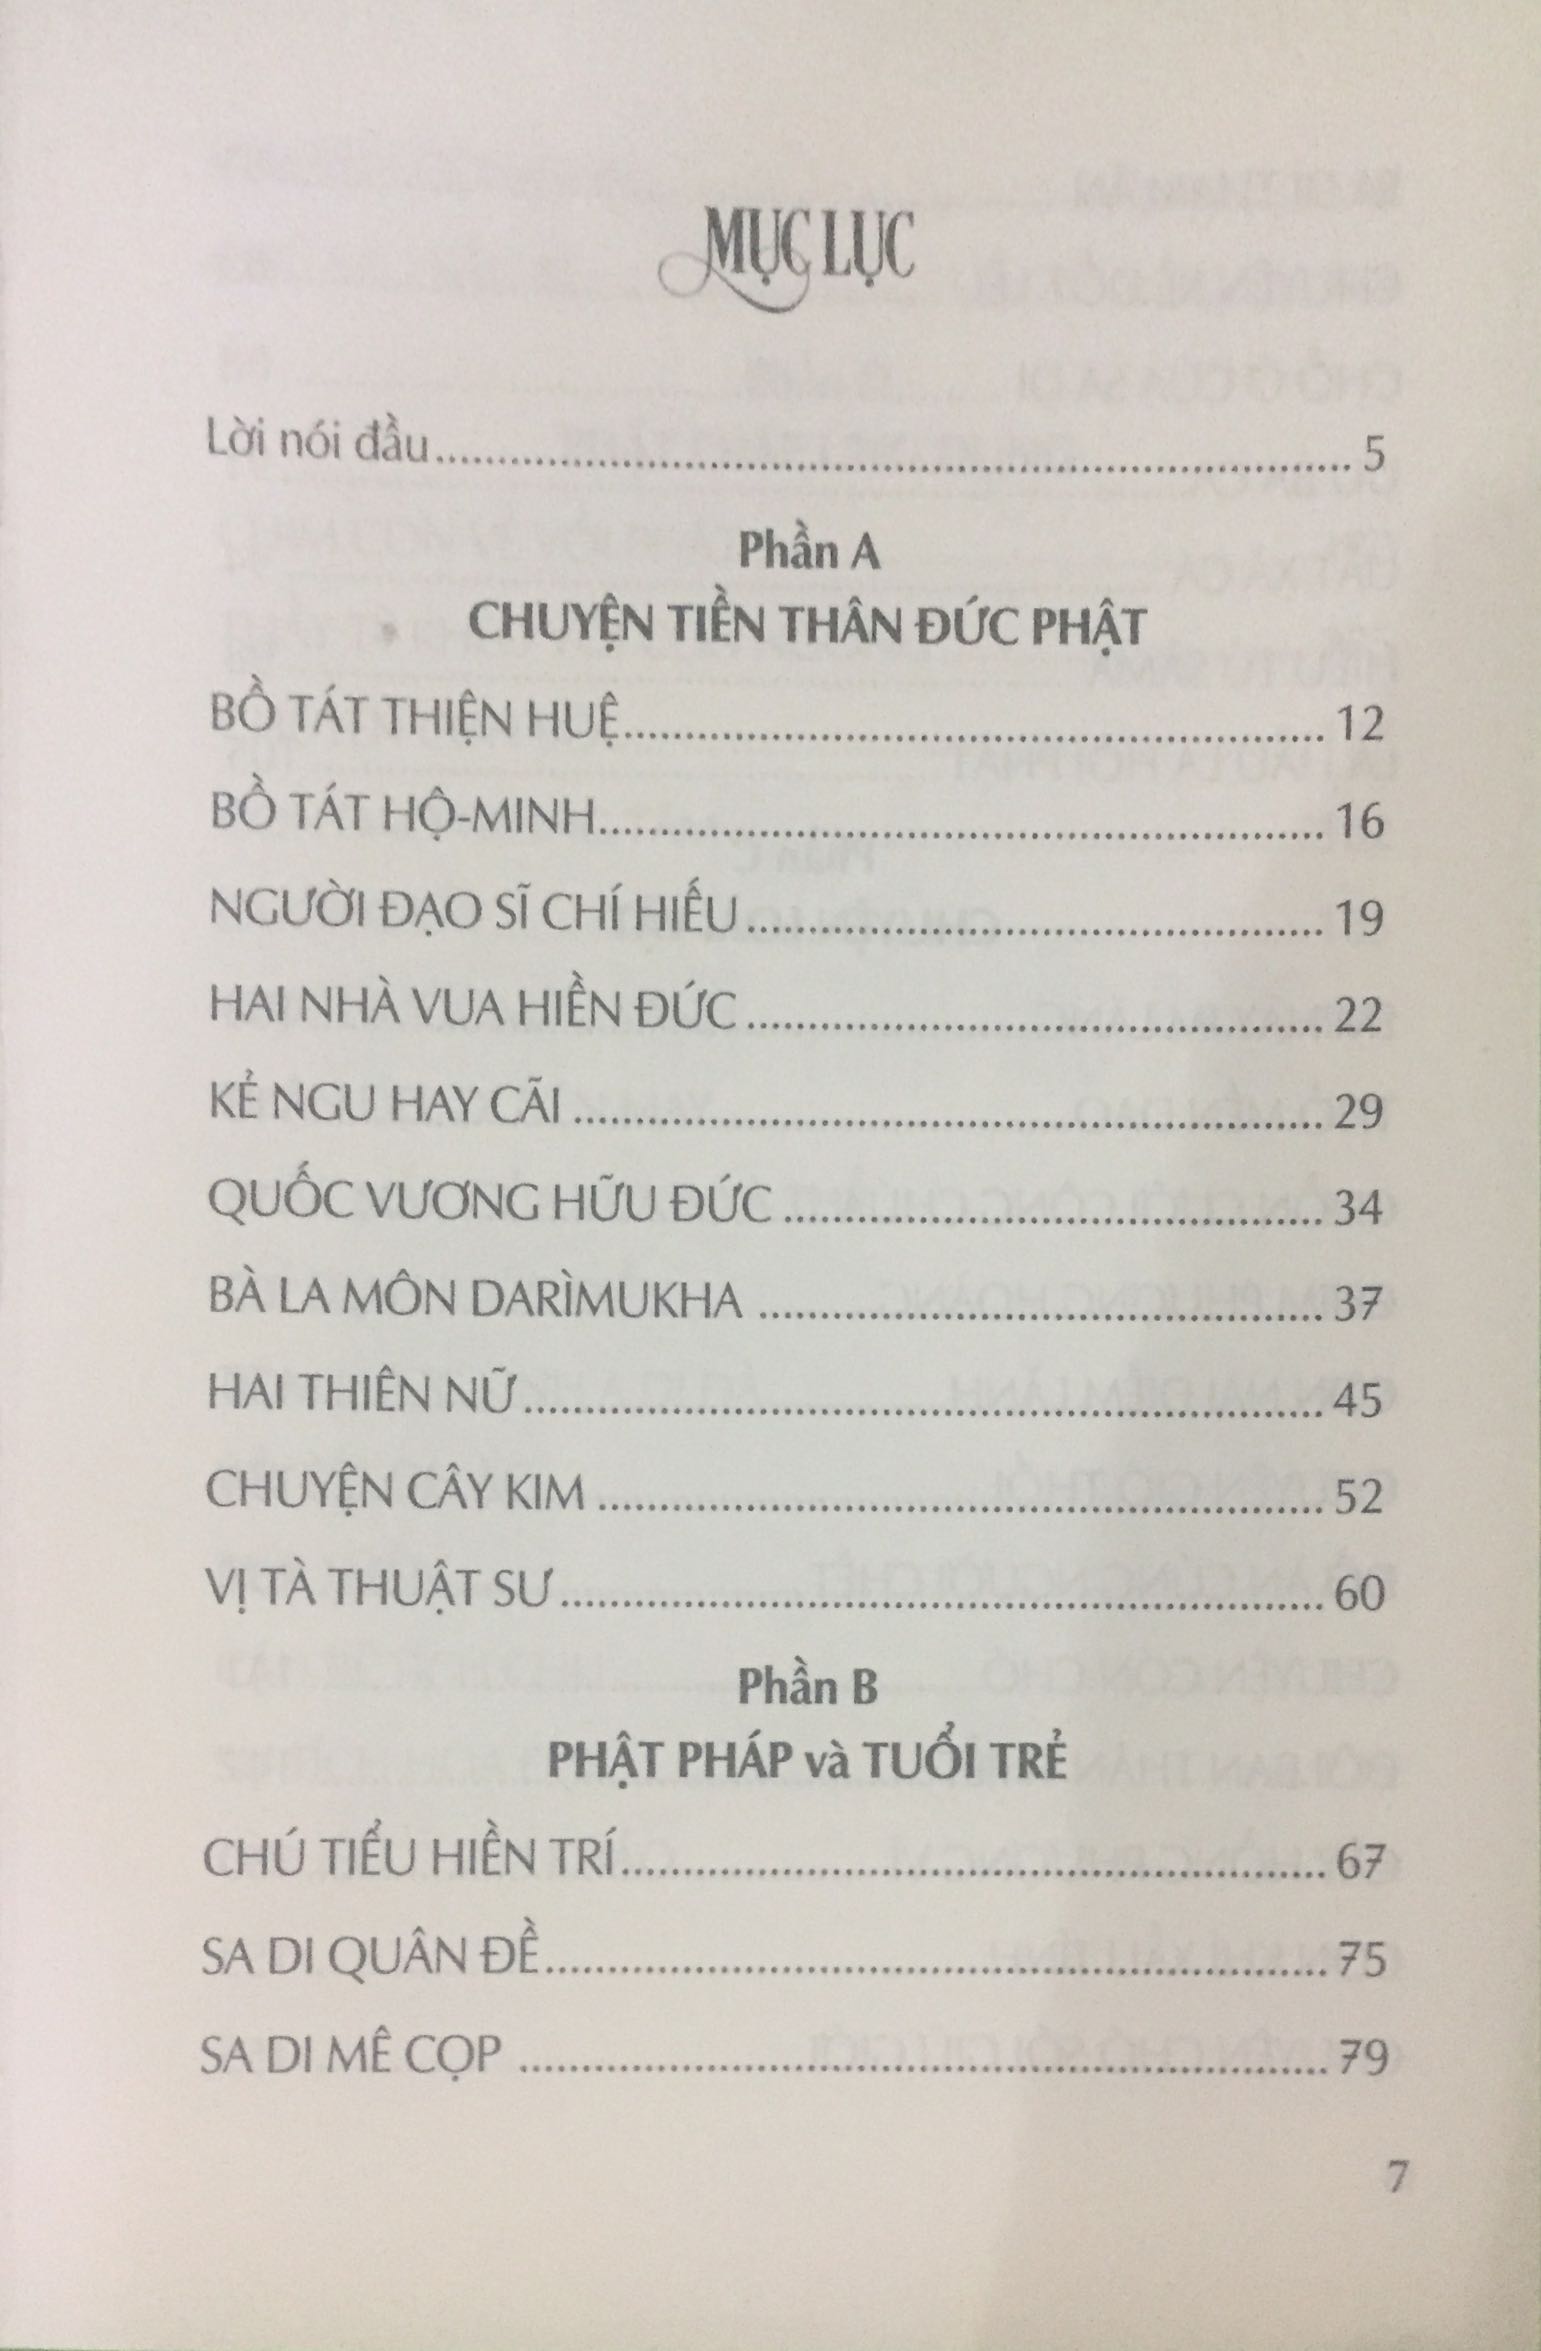 MỤC LỤC
Lời nói đầu........................................................................ 5
Phần A
CHUYỆN TIỀN THÂN ĐỨC PHẬT
BỒ TÁT THIỆN HUỆ........................................................ 12
BỒ TÁT HỘ-MINH.......................................................... 16
NGƯỜI ĐẠO SĨ CHÍ HIẾU .............................................. 19
HAI NHÀ VUA HIỀN ĐỨC .............................................. 22
KẺ NGU HAY CÃI ........................................................... 29
QUỐC VƯƠNG HỮU ĐỨC ........................................... 34
BÀ LA MÔN DARÌMUKHA ............................................. 37
HAI THIÊN NỮ............................................................... 45
CHUYỆN CÂY KIM ......................................................... 52
VỊ TÀ THUẬT SƯ............................................................ 60
Phần B
PHẬT PHÁP và TUỔI TRẺ
CHÚ TIỂU HIỀN TRÍ........................................................ 67
SA DI QUÂN ĐỀ.............................................................. 75
SA DI MÊ CỌP ................................................................ 79
7